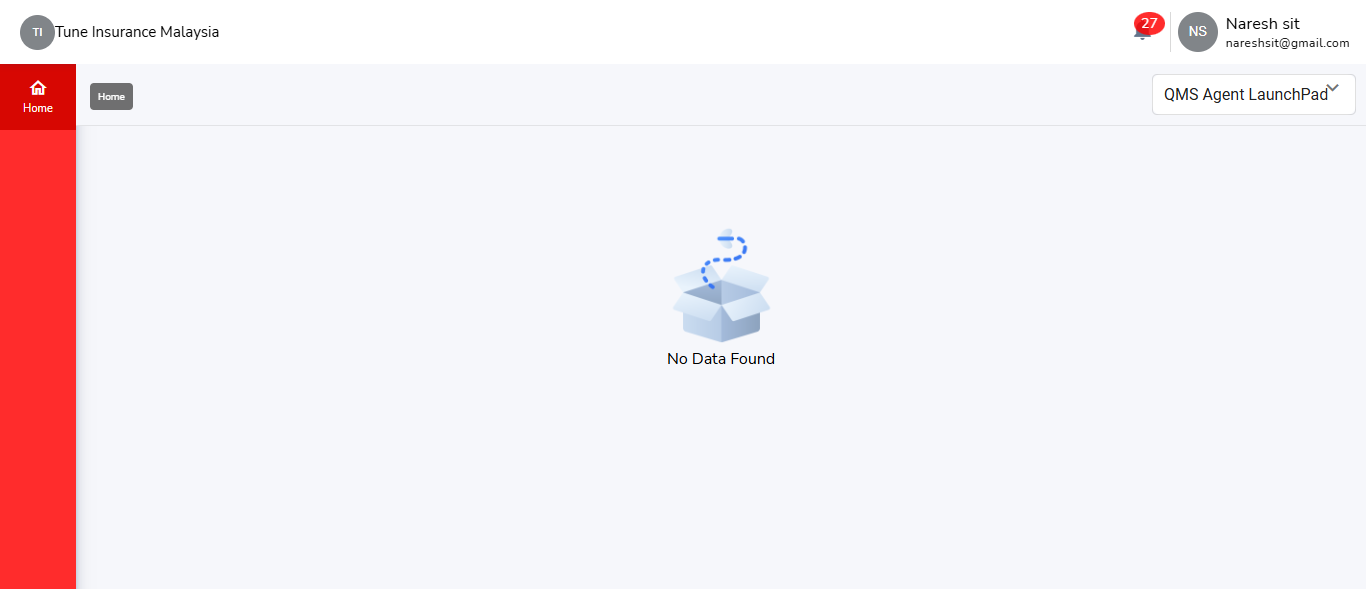 TI
Tune Insurance Malaysia
27
NS
Naresh sit
nareshsit@gmail.com
Home
Home
QMS Agent LaunchPad
No Data Found